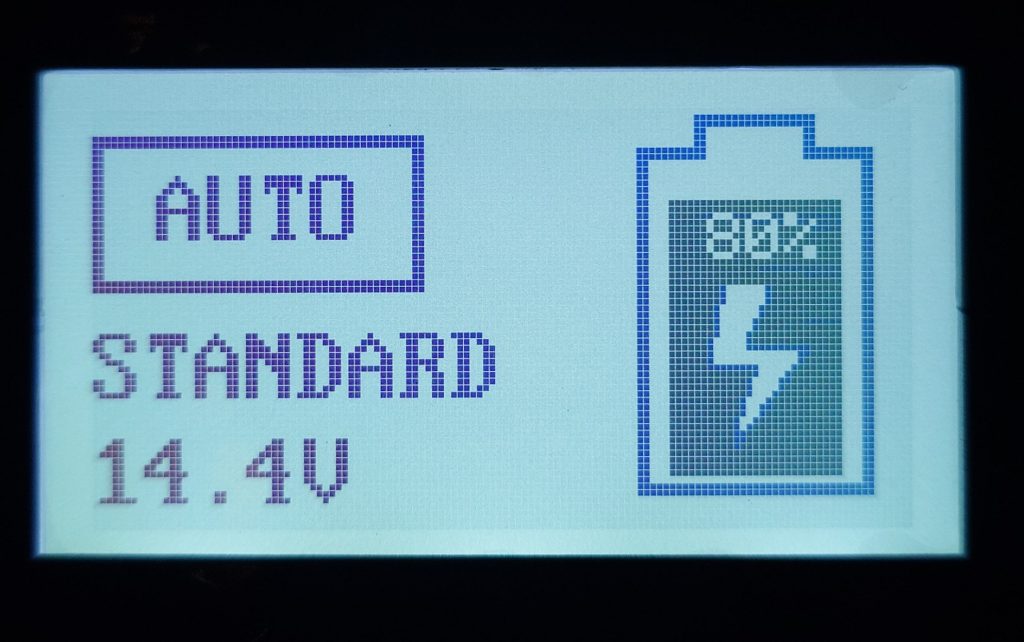 AUTO
STANDARD
14.4V
80%